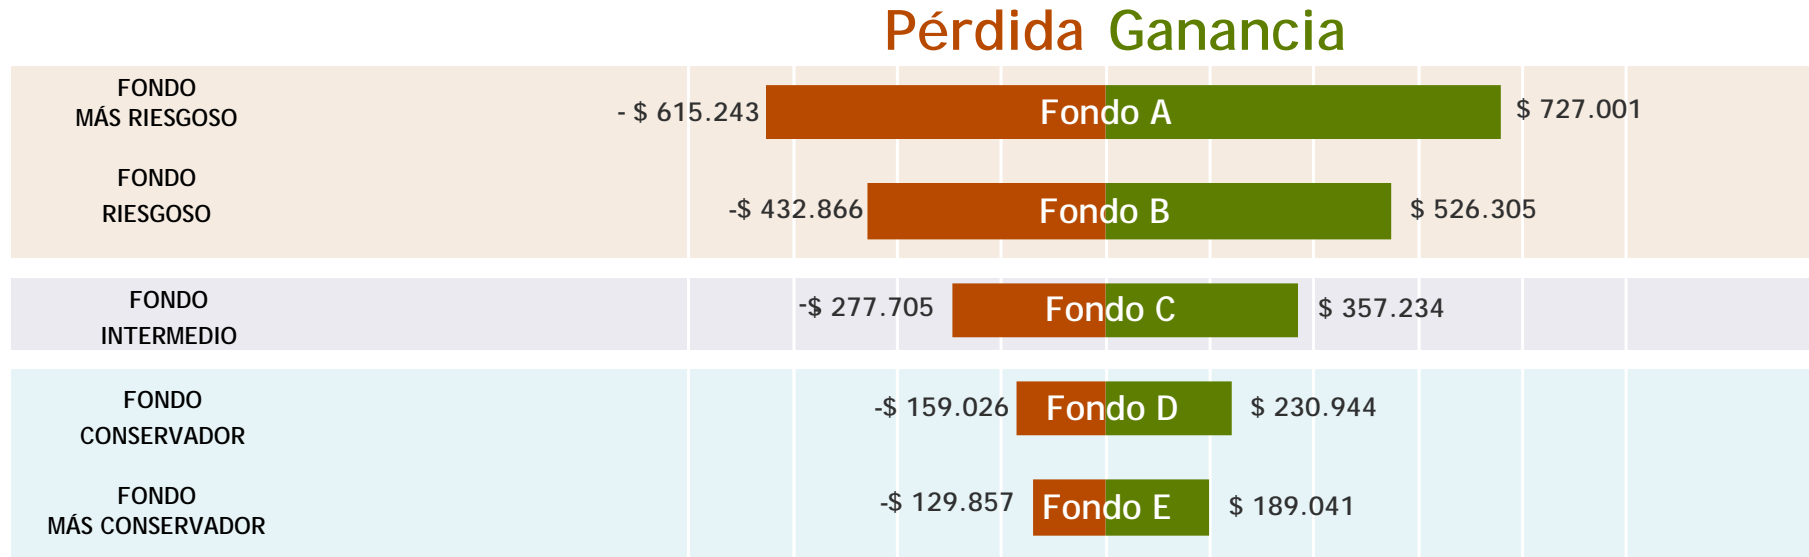 Pérdida Ganancia
FONDO
MÁS RIESGOSO
- $ 615.243
Fondo A
$ 727.001
FONDO
RIESGOSO
-$ 432.866
Fondo B
$ 526.305
FONDO
INTERMEDIO
-$ 277.705
Fondo C
$ 357.234
FONDO
CONSERVADOR
-$ 159.026
Fondo D
$ 230.944
FONDO
MÁS CONSERVADOR
-$ 129.857
Fondo E
$ 189.041